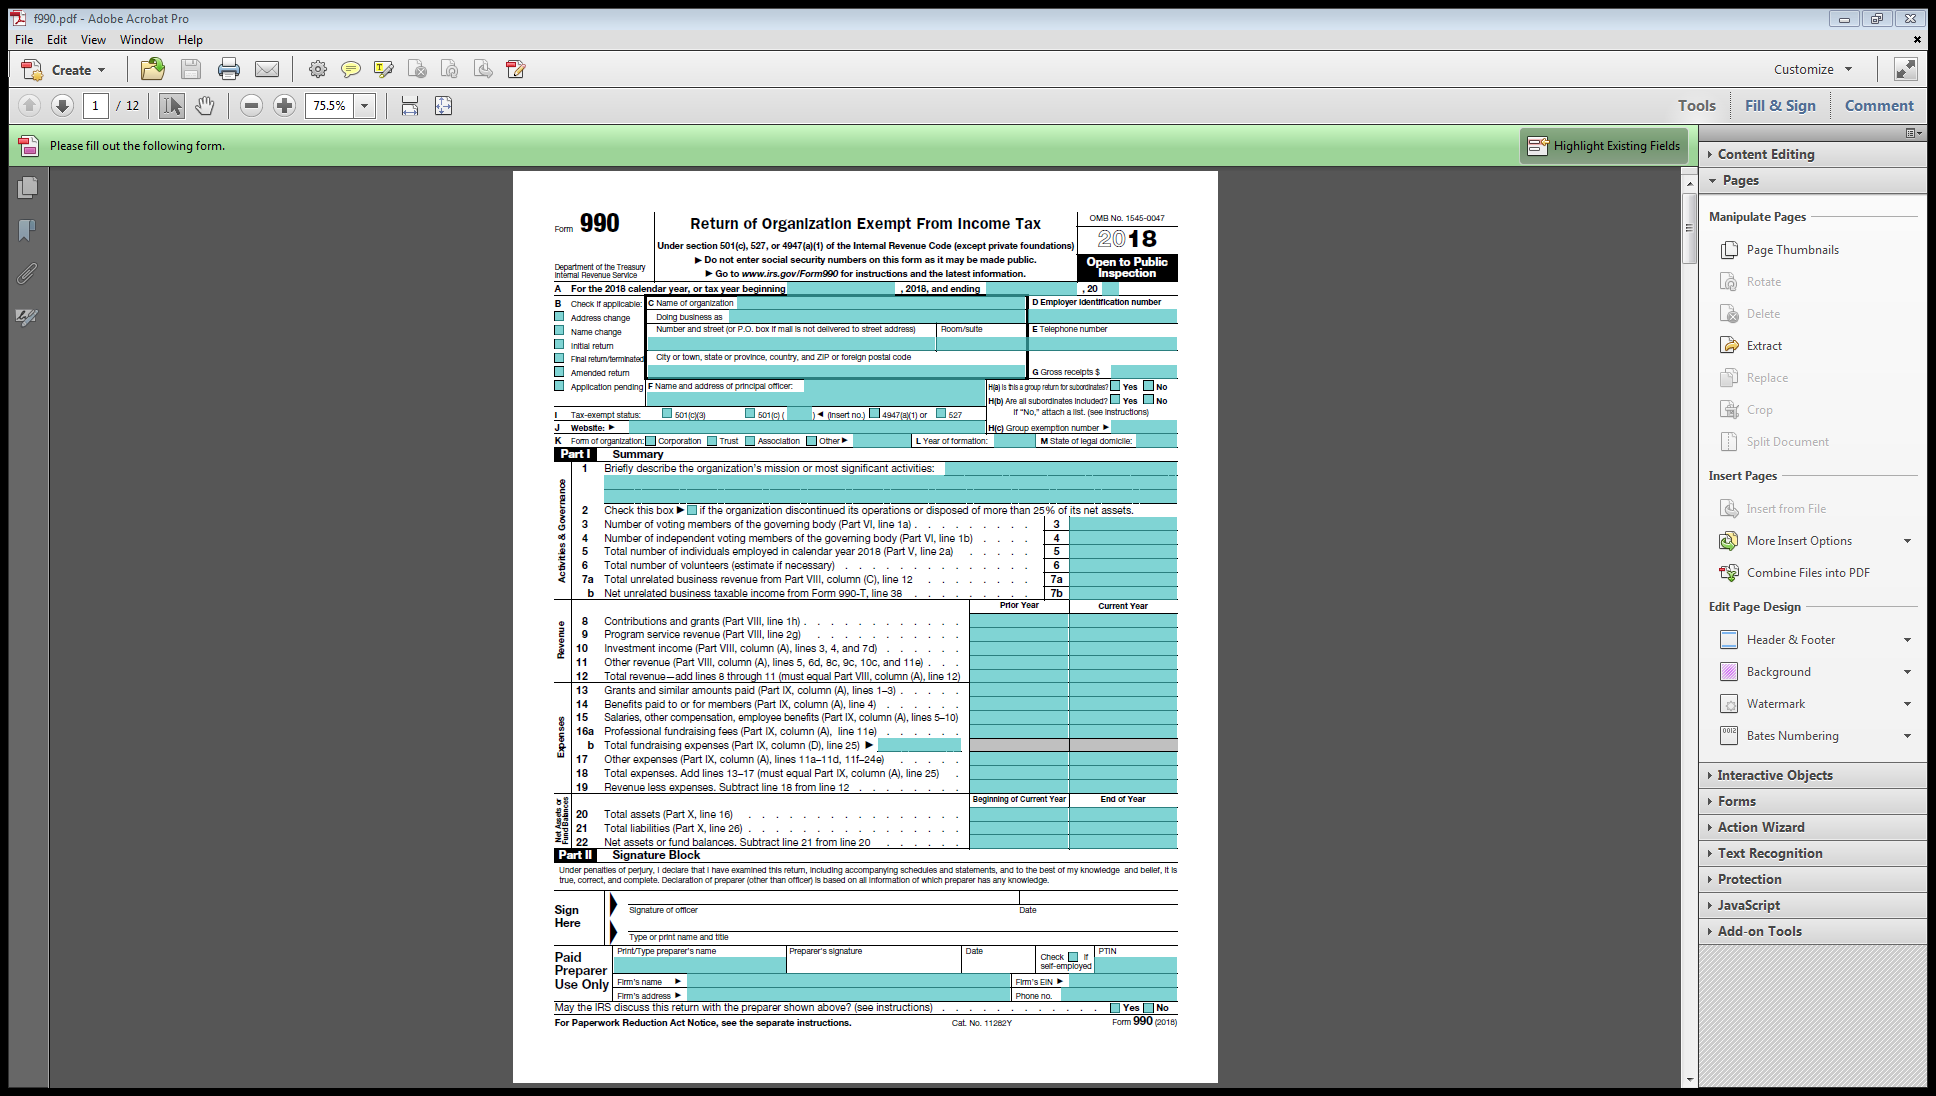 f990.pdf - Adobe Acrobat Pro
File Edit View Window Help
Create Customize
1 / 12 75.5% Tools Fill & Sign Comment
Please fill out the following form. Highlight Existing Fields
Form 990
Department of the Treasury
Internal Revenue Service
Return of Organization Exempt From Income Tax
Under section 501(c), 527, or 4947(a)(1) of the Internal Revenue Code (except private foundations)
▶ Do not enter social security numbers on this form as it may be made public.
▶ Go to www.irs.gov/Form990 for instructions and the latest information.
OMB No. 1545-0047
2018
Open to Public
Inspection
A For the 2018 calendar year, or tax year beginning , 2018, and ending , 20
B Check if applicable:
Address change
Name change
Initial return
Final return/terminated
Amended return
Application pending
C Name of organization
Doing business as
Number and street (or P.O. box if mail is not delivered to street address) Room/suite
City or town, state or province, country, and ZIP or foreign postal code
D Employer identification number
E Telephone number
G Gross receipts $
F Name and address of principal officer:
H(a) Is this a group return for subordinates? Yes No
H(b) Are all subordinates included? Yes No
If "No," attach a list. (see instructions)
I Tax-exempt status: 501(c)(3) 501(c) ( ) ◀ (insert no.) 4947(a)(1) or 527
J Website: ▶
H(c) Group exemption number ▶
K Form of organization: Corporation Trust Association Other ▶ L Year of formation: M State of legal domicile:
Part I Summary
Activities & Governance
1 Briefly describe the organization's mission or most significant activities:
2 Check this box ▶ if the organization discontinued its operations or disposed of more than 25% of its net assets.
3 Number of voting members of the governing body (Part VI, line 1a) . . . . . . . . . 3
4 Number of independent voting members of the governing body (Part VI, line 1b) . . . . 4
5 Total number of individuals employed in calendar year 2018 (Part V, line 2a) . . . . . 5
6 Total number of volunteers (estimate if necessary) . . . . . . . . . . . . . . 6
7a Total unrelated business revenue from Part VIII, column (C), line 12 . . . . . . . . 7a
b Net unrelated business taxable income from Form 990-T, line 38 . . . . . . . . . 7b
Prior Year Current Year
Revenue
8 Contributions and grants (Part VIII, line 1h) . . . . . . . . . . . .
9 Program service revenue (Part VIII, line 2g) . . . . . . . . . . .
10 Investment income (Part VIII, column (A), lines 3, 4, and 7d) . . . . . .
11 Other revenue (Part VIII, column (A), lines 5, 6d, 8c, 9c, 10c, and 11e) . . .
12 Total revenue—add lines 8 through 11 (must equal Part VIII, column (A), line 12)
Expenses
13 Grants and similar amounts paid (Part IX, column (A), lines 1–3) . . . . .
14 Benefits paid to or for members (Part IX, column (A), line 4) . . . . . .
15 Salaries, other compensation, employee benefits (Part IX, column (A), lines 5–10)
16a Professional fundraising fees (Part IX, column (A), line 11e) . . . . . .
b Total fundraising expenses (Part IX, column (D), line 25) ▶
17 Other expenses (Part IX, column (A), lines 11a–11d, 11f–24e) . . . . .
18 Total expenses. Add lines 13–17 (must equal Part IX, column (A), line 25) .
19 Revenue less expenses. Subtract line 18 from line 12 . . . . . . . .
Net Assets or
Fund Balances
Beginning of Current Year End of Year
20 Total assets (Part X, line 16) . . . . . . . . . . . . . . . .
21 Total liabilities (Part X, line 26) . . . . . . . . . . . . . . . .
22 Net assets or fund balances. Subtract line 21 from line 20 . . . . . .
Part II Signature Block
Under penalties of perjury, I declare that I have examined this return, including accompanying schedules and statements, and to the best of my knowledge and belief, it is
true, correct, and complete. Declaration of preparer (other than officer) is based on all information of which preparer has any knowledge.
Sign
Here
Signature of officer Date
Type or print name and title
Paid
Preparer
Use Only
Print/Type preparer's name Preparer's signature Date Check if
self-employed PTIN
Firm's name ▶ Firm's EIN ▶
Firm's address ▶ Phone no.
May the IRS discuss this return with the preparer shown above? (see instructions) . . . . . . . . . . . . Yes No
For Paperwork Reduction Act Notice, see the separate instructions. Cat. No. 11282Y Form 990 (2018)
Content Editing
Pages
Manipulate Pages
Page Thumbnails
Rotate
Delete
Extract
Replace
Crop
Split Document
Insert Pages
Insert from File
More Insert Options
Combine Files into PDF
Edit Page Design
Header & Footer
Background
Watermark
Bates Numbering
Interactive Objects
Forms
Action Wizard
Text Recognition
Protection
JavaScript
Add-on Tools